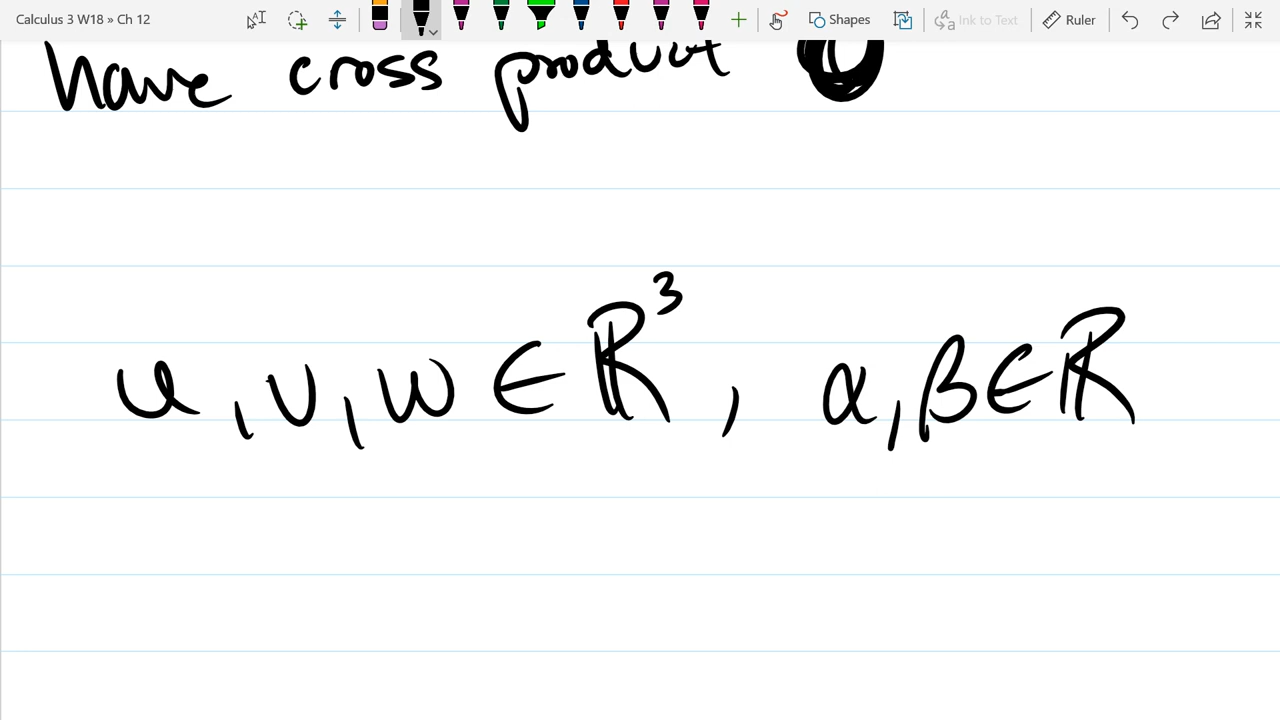 Calculus 3 W18 » Ch 12
Shapes
Ink to Text
Ruler
have cross product 0
u, v, w ∈ ℝ³, α, β ∈ ℝ